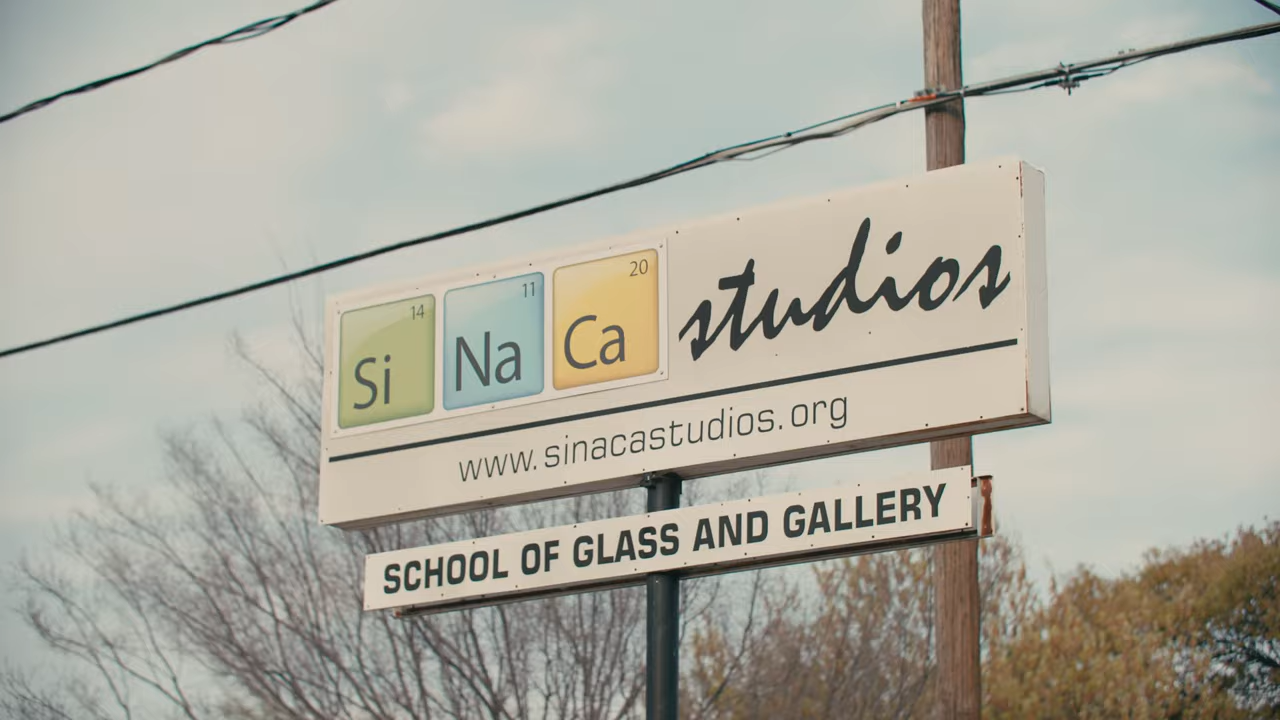 14 11 20
Si Na Ca studios
www.sinacastudios.org
SCHOOL OF GLASS AND GALLERY